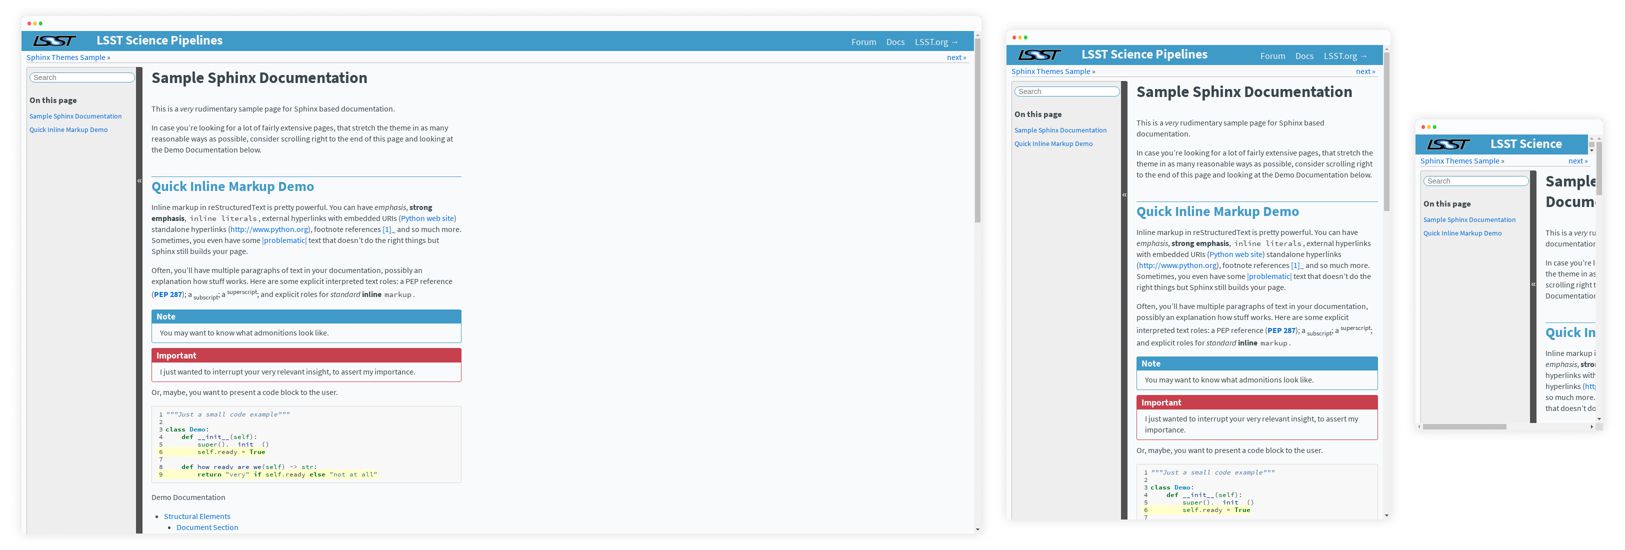 LSST
LSST Science Pipelines
Forum Docs LSST.org →
Sphinx Themes Sample »
next »
Search
On this page
Sample Sphinx Documentation
Quick Inline Markup Demo
«
Sample Sphinx Documentation
This is a very rudimentary sample page for Sphinx based documentation.
In case you're looking for a lot of fairly extensive pages, that stretch the theme in as many
reasonable ways as possible, consider scrolling right to the end of this page and looking at
the Demo Documentation below.
Quick Inline Markup Demo
Inline markup in reStructuredText is pretty powerful. You can have emphasis, strong
emphasis, inline literals, external hyperlinks with embedded URIs (Python web site)
standalone hyperlinks (http://www.python.org), footnote references [1]_ and so much more.
Sometimes, you even have some |problematic| text that doesn't do the right things but
Sphinx still builds your page.
Often, you'll have multiple paragraphs of text in your documentation, possibly an
explanation how stuff works. Here are some explicit interpreted text roles: a PEP reference
(PEP 287); a subscript; a superscript; and explicit roles for standard inline markup.
Note
You may want to know what admonitions look like.
Important
I just wanted to interrupt your very relevant insight, to assert my importance.
Or, maybe, you want to present a code block to the user.
1 """Just a small code example"""
2
3 class Demo:
4 def __init__(self):
5 super().__init__()
6 self.ready = True
7
8 def how_ready_are_we(self) -> str:
9 return "very" if self.ready else "not at all"
Demo Documentation
• Structural Elements
• Document Section
LSST
LSST Science Pipelines
Forum Docs LSST.org →
Sphinx Themes Sample »
next »
Search
On this page
Sample Sphinx Documentation
Quick Inline Markup Demo
«
Sample Sphinx Documentation
This is a very rudimentary sample page for Sphinx based
documentation.
In case you're looking for a lot of fairly extensive pages, that stretch the
theme in as many reasonable ways as possible, consider scrolling right
to the end of this page and looking at the Demo Documentation below.
Quick Inline Markup Demo
Inline markup in reStructuredText is pretty powerful. You can have
emphasis, strong emphasis, inline literals, external hyperlinks
with embedded URIs (Python web site) standalone hyperlinks
(http://www.python.org), footnote references [1]_ and so much more.
Sometimes, you even have some |problematic| text that doesn't do the
right things but Sphinx still builds your page.
Often, you'll have multiple paragraphs of text in your documentation,
possibly an explanation how stuff works. Here are some explicit
interpreted text roles: a PEP reference (PEP 287); a subscript; a superscript;
and explicit roles for standard inline markup.
Note
You may want to know what admonitions look like.
Important
I just wanted to interrupt your very relevant insight, to assert my
importance.
Or, maybe, you want to present a code block to the user.
1 """Just a small code example"""
2
3 class Demo:
4 def __init__(self):
5 super().__init__()
6 self.ready = True
7
LSST
LSST Science
Sphinx Themes Sample »
next »
Search
On this page
Sample Sphinx Documentation
Quick Inline Markup Demo
«
Sample
Docum
This is a very ru
documentation
In case you're l
the theme in as
scrolling right t
Documentation
Quick In
Inline markup i
emphasis, stro
hyperlinks with
hyperlinks (htt
so much more.
that doesn't do